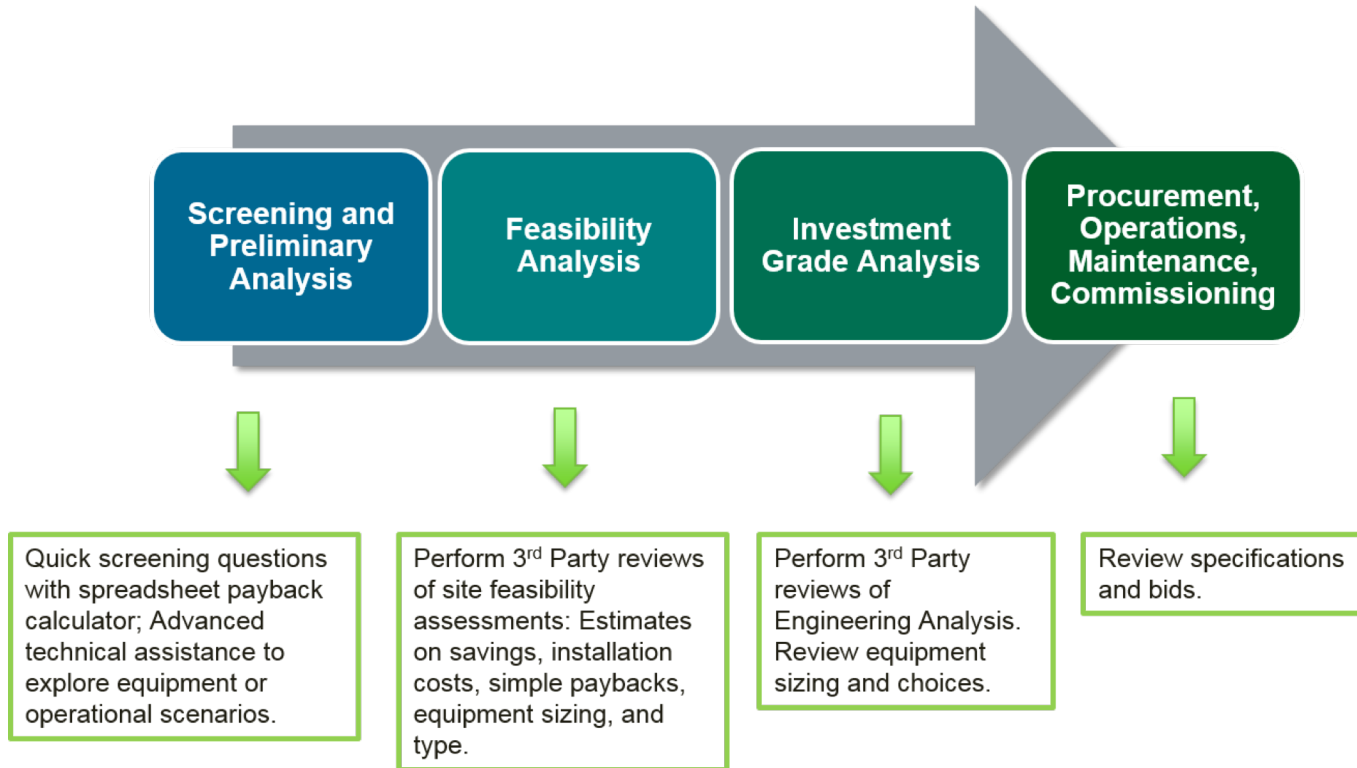 Screening and
Preliminary
Analysis
Feasibility
Analysis
Investment
Grade Analysis
Procurement,
Operations,
Maintenance,
Commissioning
Quick screening questions
with spreadsheet payback
calculator; Advanced
technical assistance to
explore equipment or
operational scenarios.
Perform 3rd Party reviews
of site feasibility
assessments: Estimates
on savings, installation
costs, simple paybacks,
equipment sizing, and
type.
Perform 3rd Party
reviews of
Engineering Analysis.
Review equipment
sizing and choices.
Review specifications
and bids.